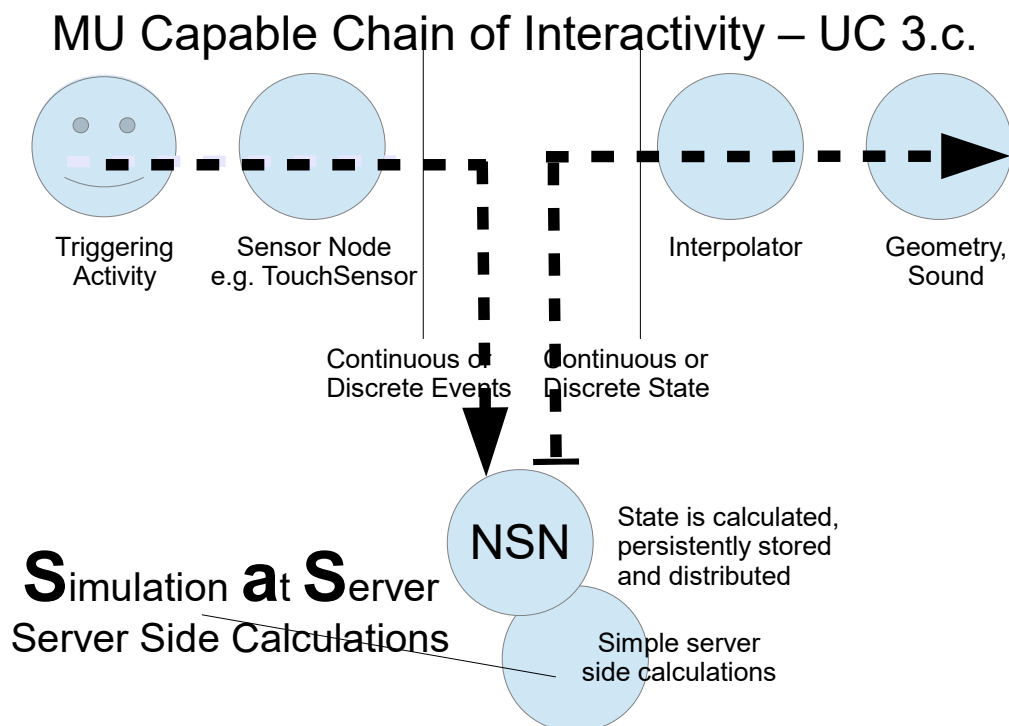 MU Capable Chain of Interactivity – UC 3.c.
Triggering
Activity
Sensor Node
e.g. TouchSensor
Interpolator
Geometry,
Sound
Continuous or
Discrete Events
Continuous or
Discrete State
NSN
State is calculated,
persistently stored
and distributed
Simulation at Server
Server Side Calculations
Simple server
side calculations